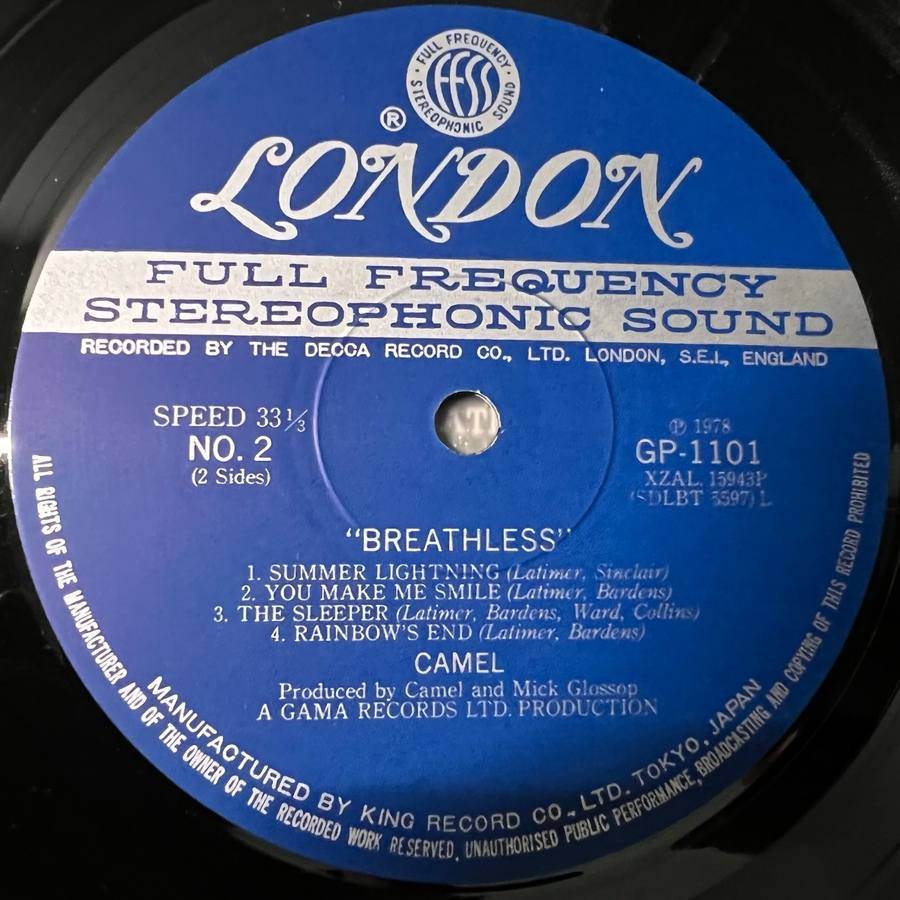 FULL FREQUENCY
FFSS
STEREOPHONIC SOUND
®
LONDON
FULL FREQUENCY
STEREOPHONIC SOUND
RECORDED BY THE DECCA RECORD CO., LTD. LONDON, S.E.I., ENGLAND
SPEED 33⅓
NO. 2
(2 Sides)
℗ 1978
GP-1101
XZAL. 15943P
(SDLBT 3597) L
"BREATHLESS"
1. SUMMER LIGHTNING (Latimer, Sinclair)
2. YOU MAKE ME SMILE (Latimer, Bardens)
3. THE SLEEPER (Latimer, Bardens, Ward, Collins)
4. RAINBOW'S END (Latimer, Bardens)
CAMEL
Produced by Camel and Mick Glossop
A GAMA RECORDS LTD. PRODUCTION
MANUFACTURED BY KING RECORD CO., LTD. TOKYO, JAPAN
ALL RIGHTS OF THE MANUFACTURER AND OF THE OWNER OF THE RECORDED WORK RESERVED, UNAUTHORISED PUBLIC PERFORMANCE, BROADCASTING AND COPYING OF THIS RECORD PROHIBITED